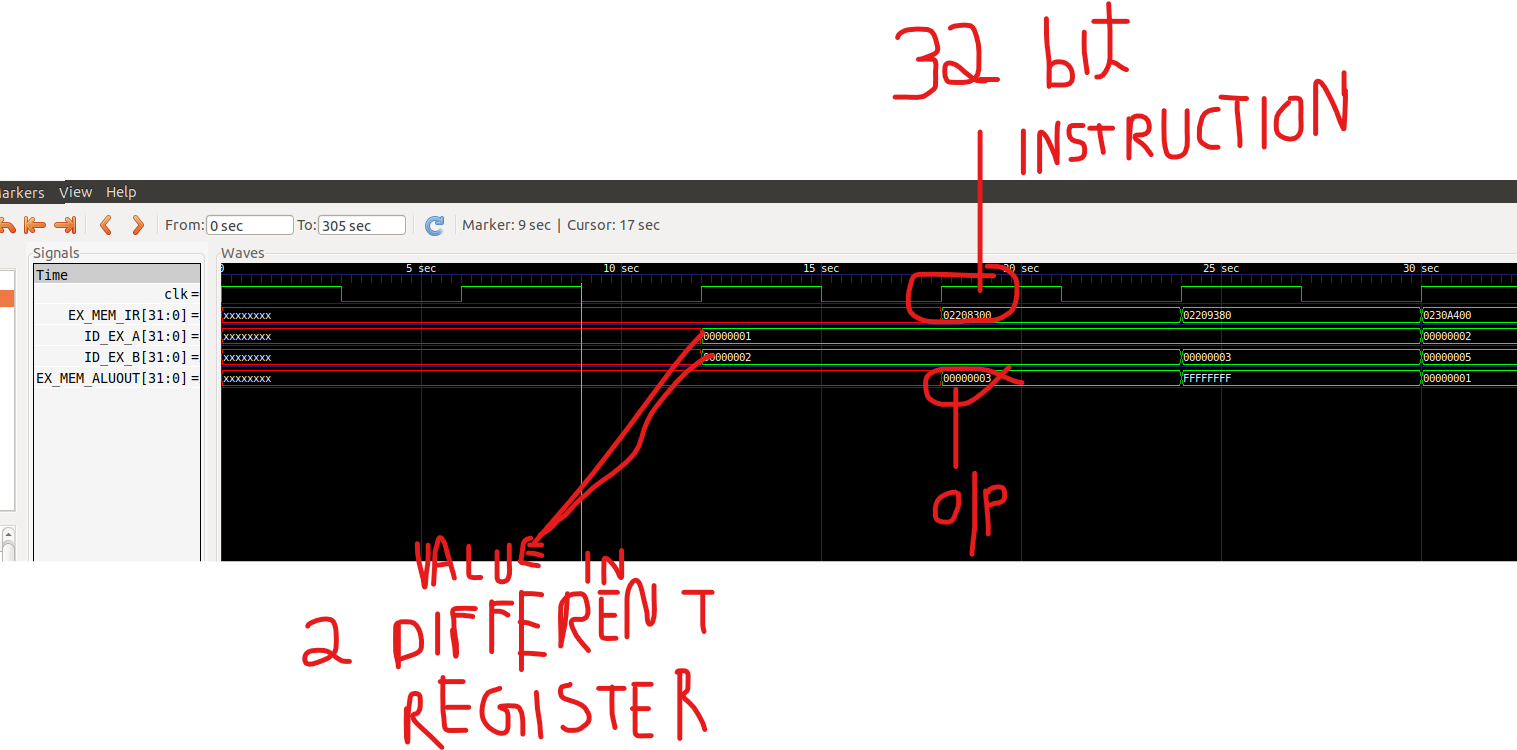 32 bit
INSTRUCTION
arkers View Help
From: 0 sec To: 305 sec Marker: 9 sec | Cursor: 17 sec
Signals Waves
Time 0 5 sec 10 sec 15 sec 20 sec 25 sec 30 sec
clk =
EX_MEM_IR[31:0] = xxxxxxxx 02208300 02209380 0230A400
ID_EX_A[31:0] = xxxxxxxx 00000001 00000002
ID_EX_B[31:0] = xxxxxxxx 00000002 00000003 00000005
EX_MEM_ALUOUT[31:0] = xxxxxxxx 00000003 FFFFFFFF 00000001
O/P
VALUE IN
2 DIFFERENT
REGISTER